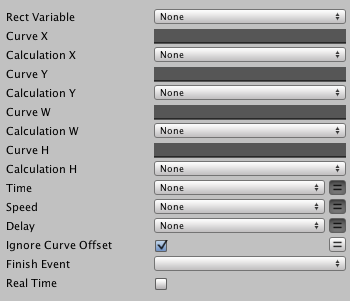 Rect Variable None
Curve X
Calculation X None
Curve Y
Calculation Y None
Curve W
Calculation W None
Curve H
Calculation H None
Time None =
Speed None =
Delay None =
Ignore Curve Offset =
Finish Event
Real Time